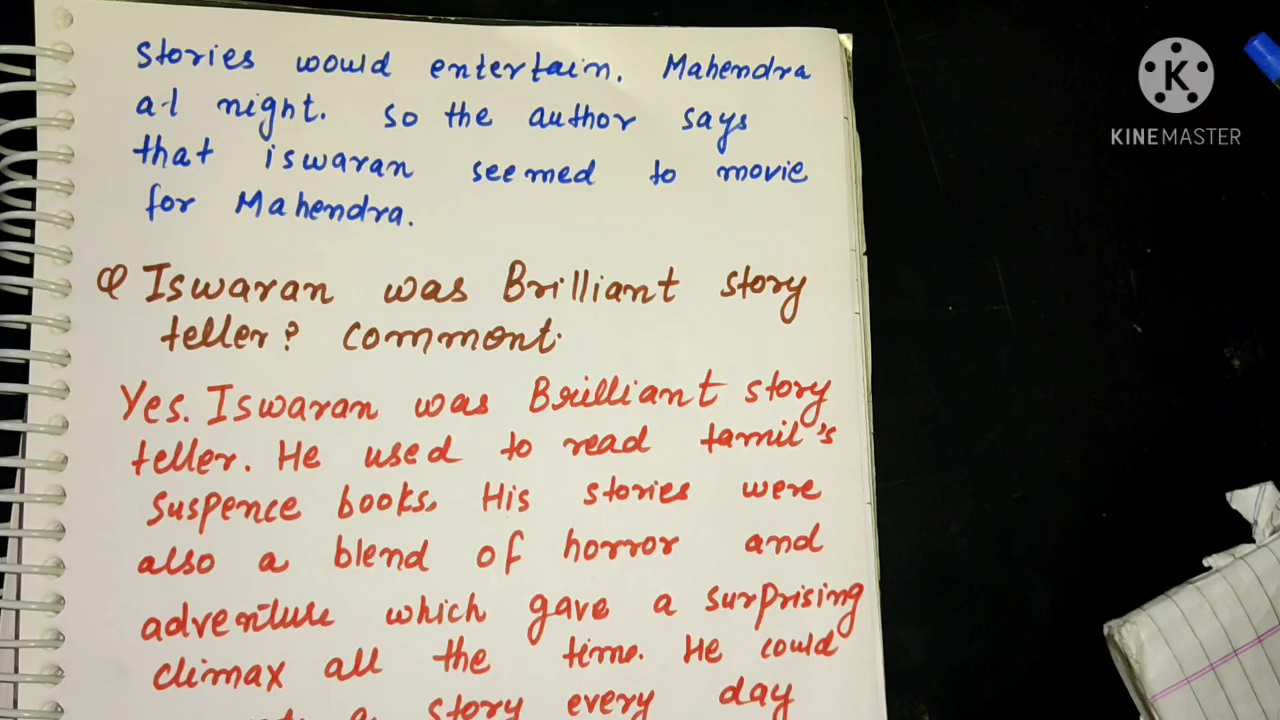 stories would entertain. Mahendra
at night. so the author says
that iswaran seemed to movie
for Mahendra.
Q Iswaran was Brilliant story
teller? comment.
Yes. Iswaran was Brilliant story
teller. He used to read tamil's
suspence books. His stories were
also a blend of horror and
adventure which gave a surprising
climax all the time. He could
a story every day
K
KINEMASTER